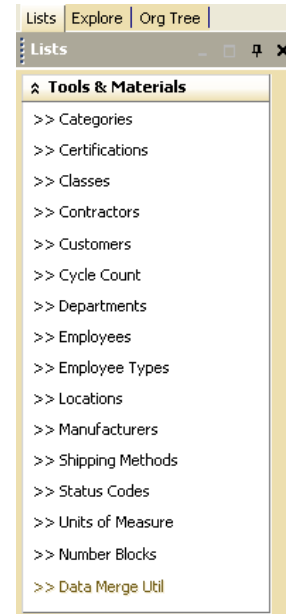 Lists Explore Org Tree
Lists
Tools & Materials
>> Categories
>> Certifications
>> Classes
>> Contractors
>> Customers
>> Cycle Count
>> Departments
>> Employees
>> Employee Types
>> Locations
>> Manufacturers
>> Shipping Methods
>> Status Codes
>> Units of Measure
>> Number Blocks
>> Data Merge Util